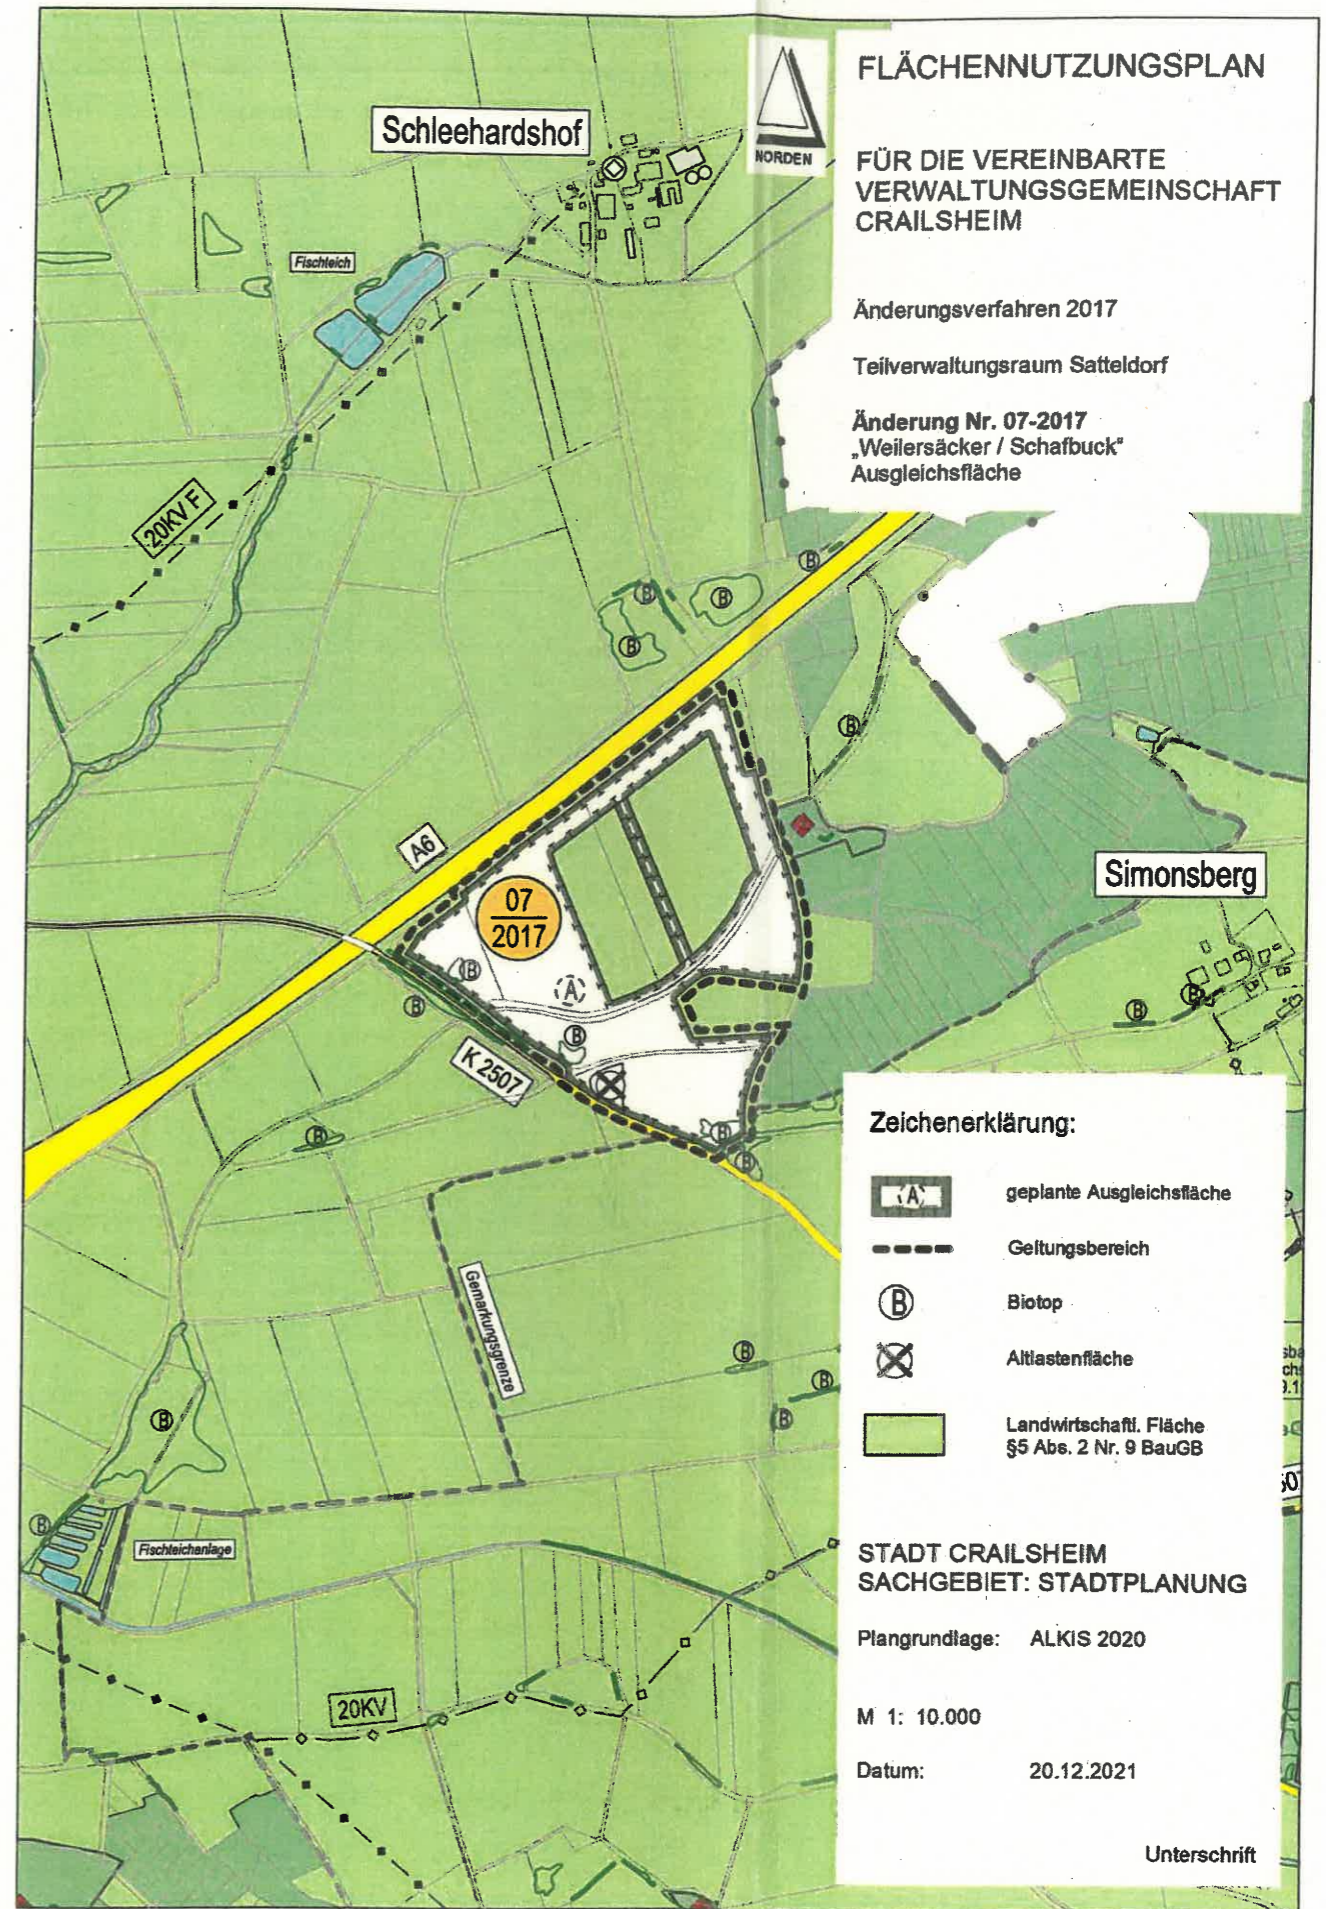 FLÄCHENNUTZUNGSPLAN
NORDEN
FÜR DIE VEREINBARTE
VERWALTUNGSGEMEINSCHAFT
CRAILSHEIM
Änderungsverfahren 2017
Teilverwaltungsraum Satteldorf
Änderung Nr. 07-2017
„Weilersäcker / Schafbuck"
Ausgleichsfläche
Schleehardshof
Fischteich
20KV F
B
B
B
B
B
A6
07
2017
Simonsberg
B
A
B
B
B
B
K 2507
B
B
B
Gemarkungsgrenze
B
B
B
B
B
Fischteichanlage
20KV
Zeichenerklärung:
A
geplante Ausgleichsfläche
Geltungsbereich
B
Biotop
Altlastenfläche
Landwirtschaftl. Fläche
§5 Abs. 2 Nr. 9 BauGB
STADT CRAILSHEIM
SACHGEBIET: STADTPLANUNG
Plangrundlage: ALKIS 2020
M 1: 10.000
Datum: 20.12.2021
Unterschrift